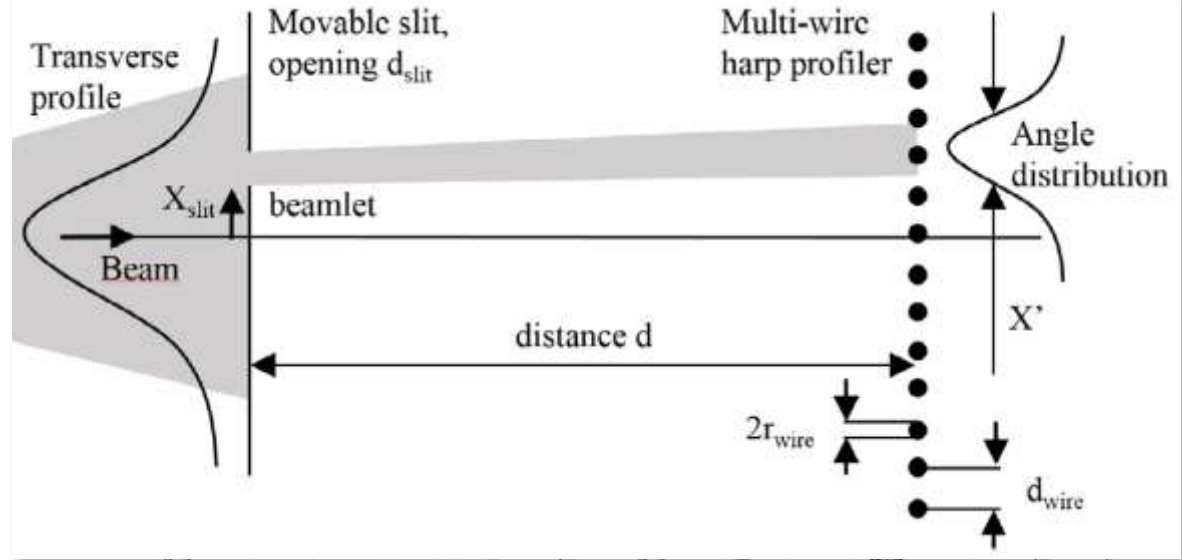 Transverse
profile
Movable slit,
opening d_slit
Multi-wire
harp profiler
Angle
distribution
X_slit
beamlet
Beam
distance d
X’
2r_wire
d_wire